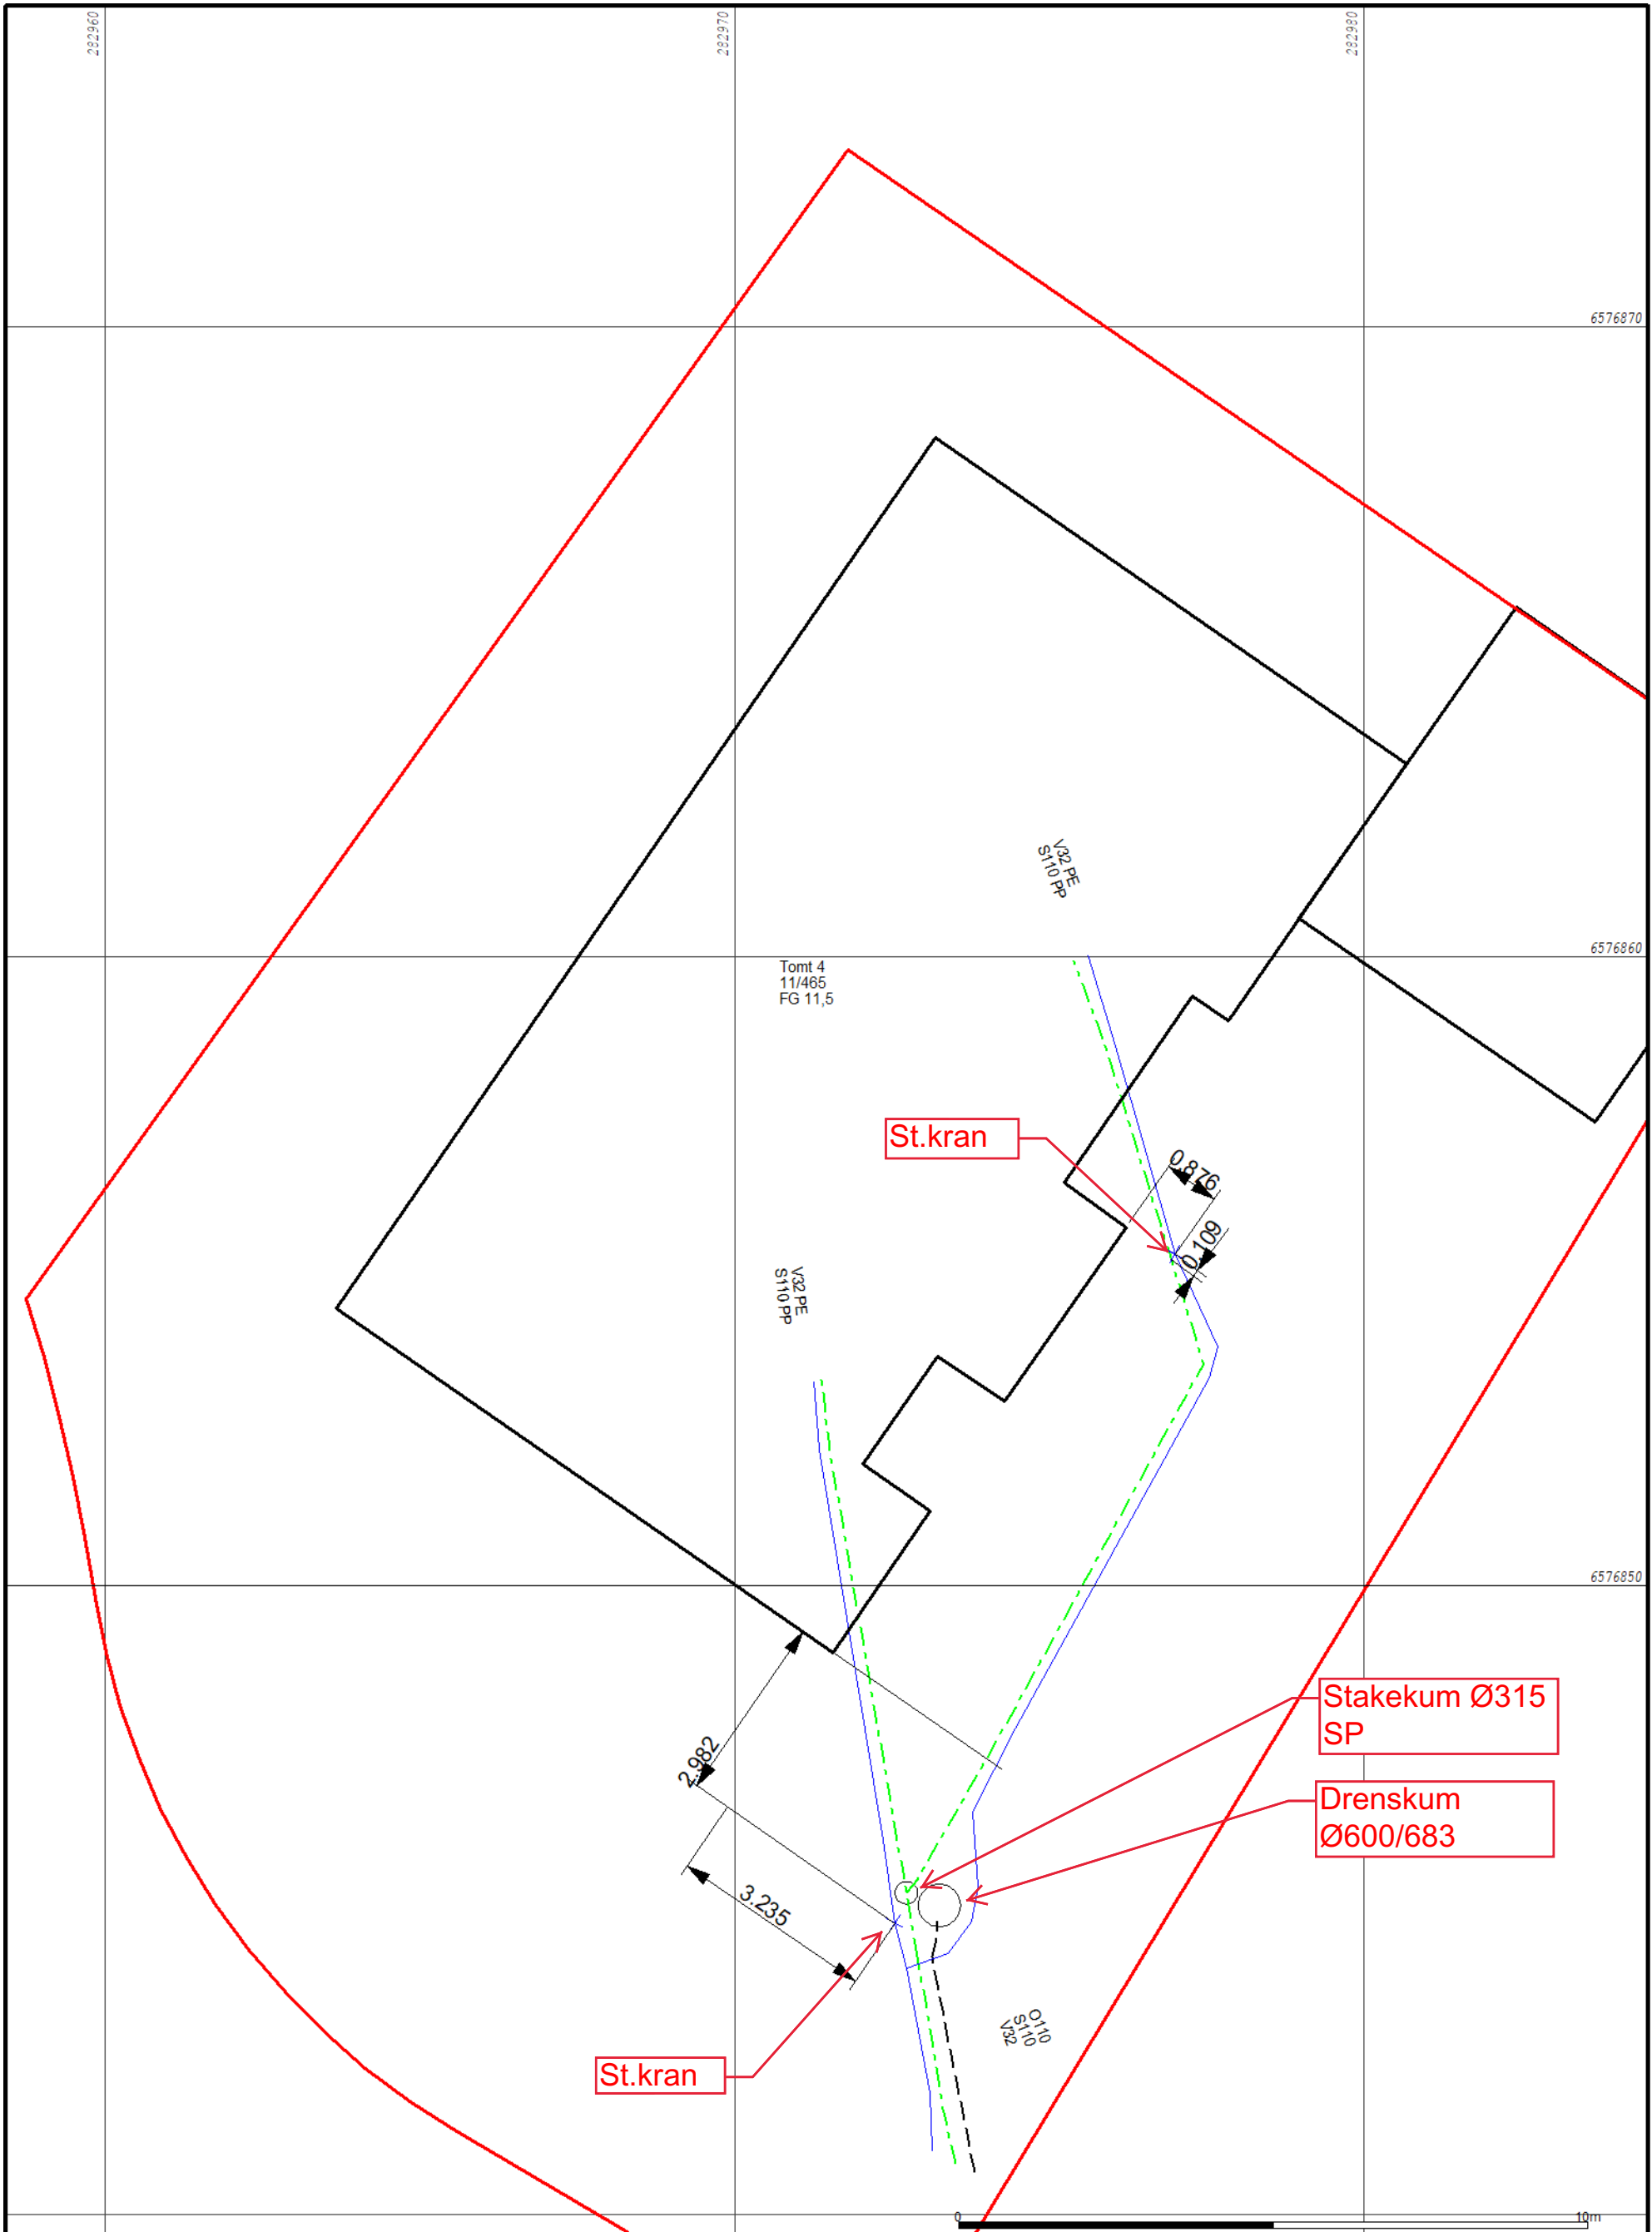 282960
282970
282980
6576870
V32 PE
S110 PP
6576860
Tomt 4
11/465
FG 11,5
St.kran
0.876
0.109
V32 PE
S110 PP
6576850
Stakekum Ø315
SP
2.982
Drenskum
Ø600/683
3.235
O110
S110
V32
St.kran
0
10m